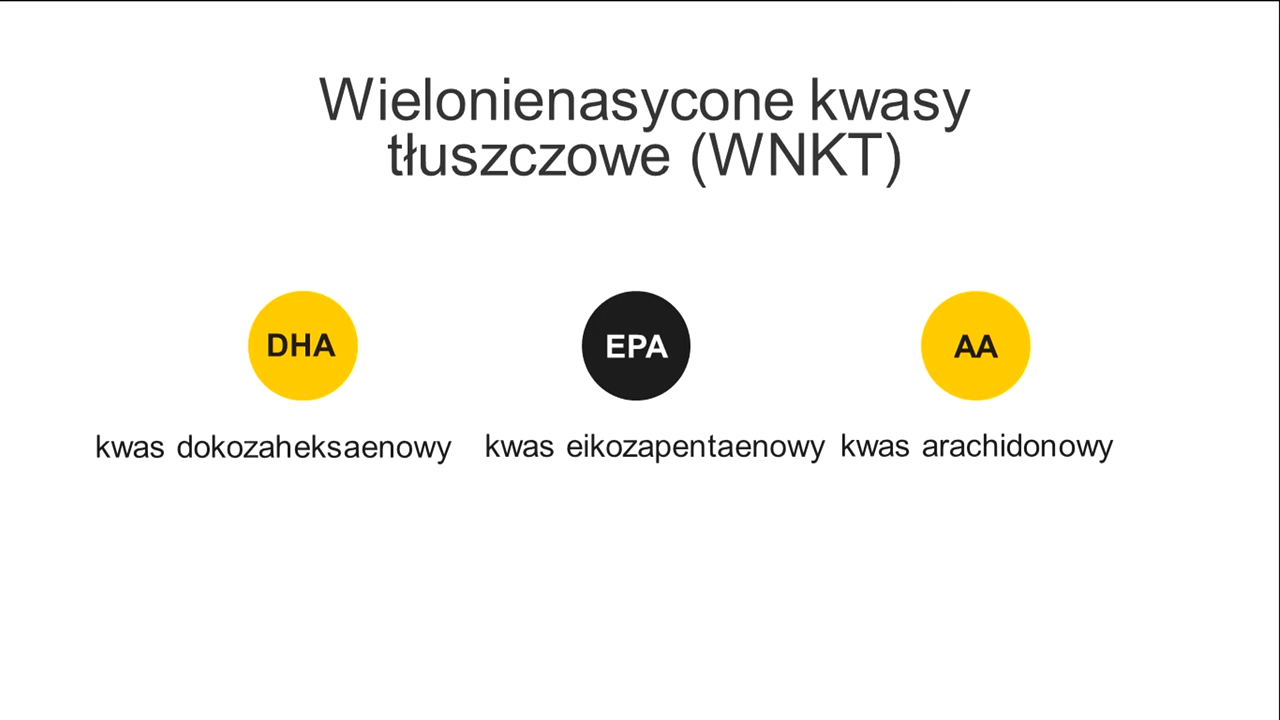 Wielonienasycone kwasy
tłuszczowe (WNKT)
DHA
EPA
AA
kwas dokozaheksaenowy
kwas eikozapentaenowy
kwas arachidonowy